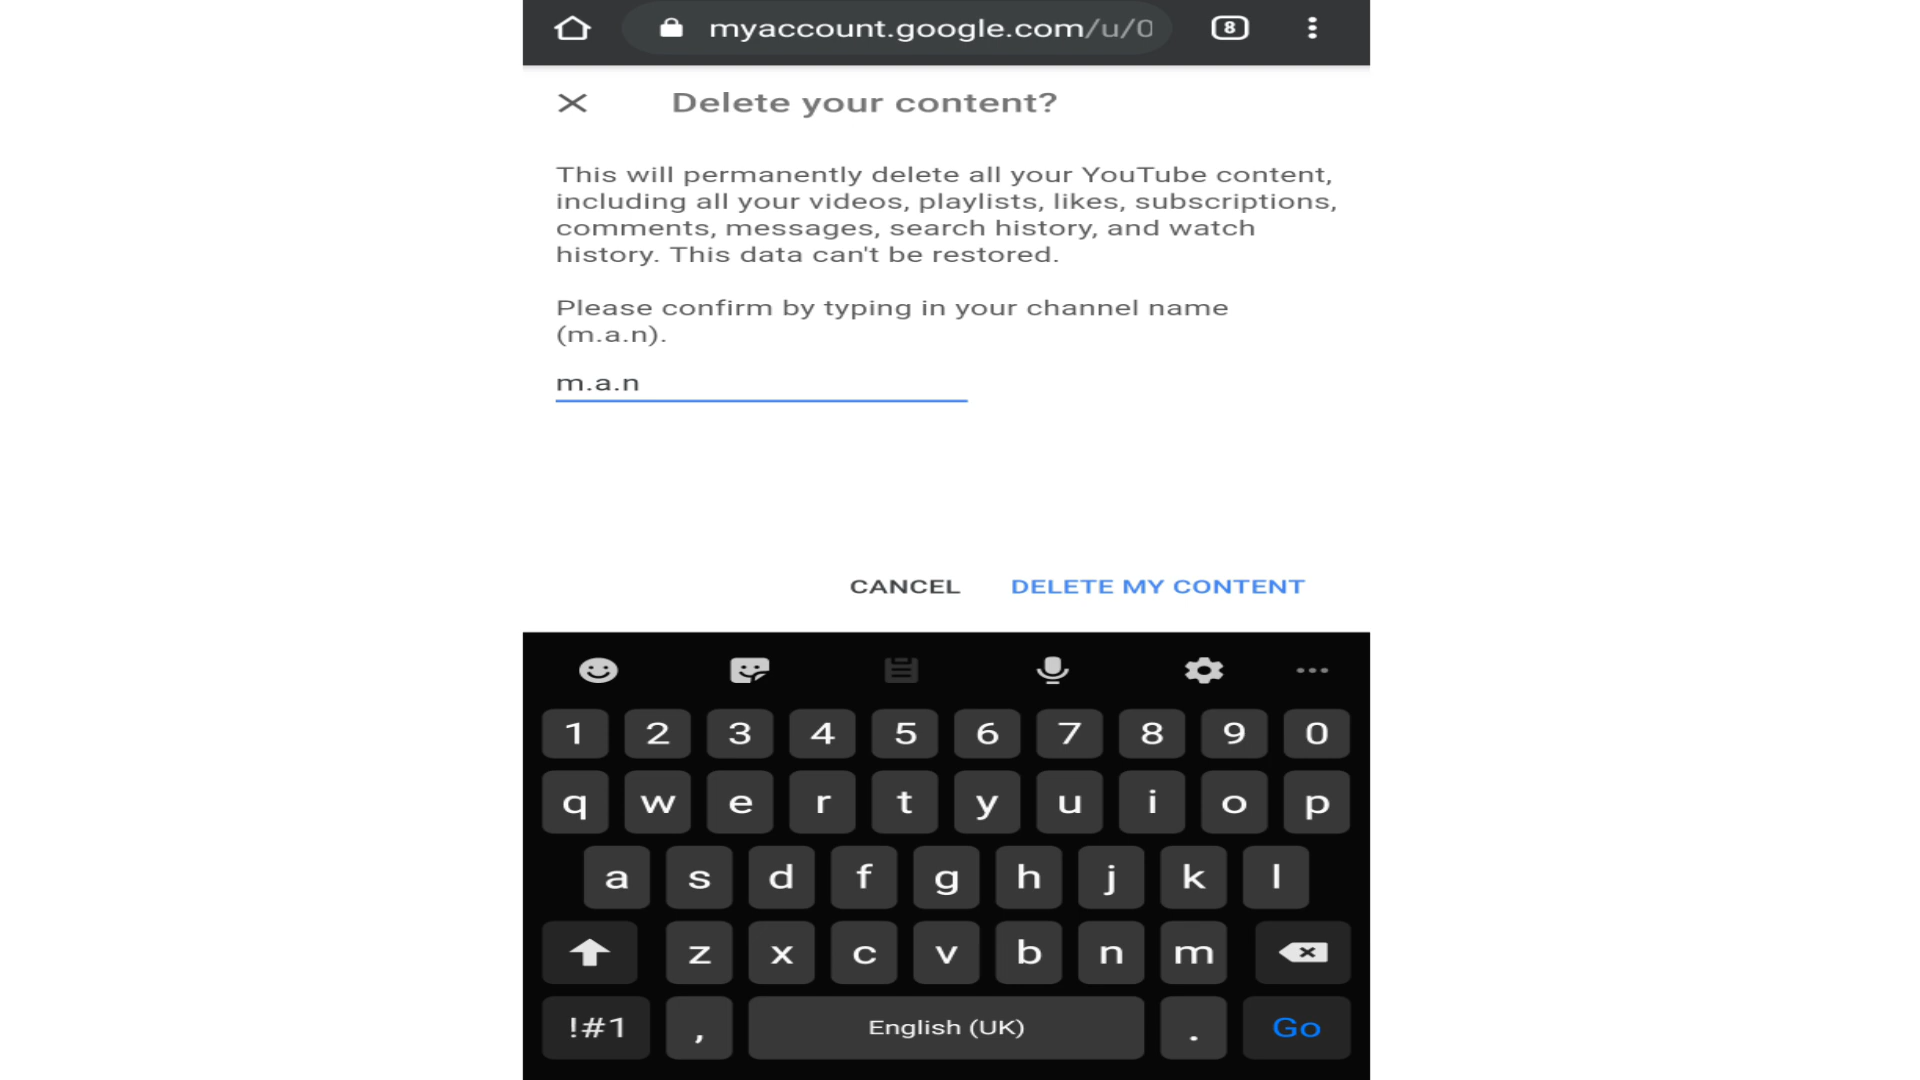 myaccount.google.com/u/0
8
Delete your content?
This will permanently delete all your YouTube content,
including all your videos, playlists, likes, subscriptions,
comments, messages, search history, and watch
history. This data can't be restored.
Please confirm by typing in your channel name
(m.a.n).
m.a.n
CANCEL DELETE MY CONTENT
1 2 3 4 5 6 7 8 9 0
q w e r t y u i o p
a s d f g h j k l
z x c v b n m
!#1 , English (UK) . Go